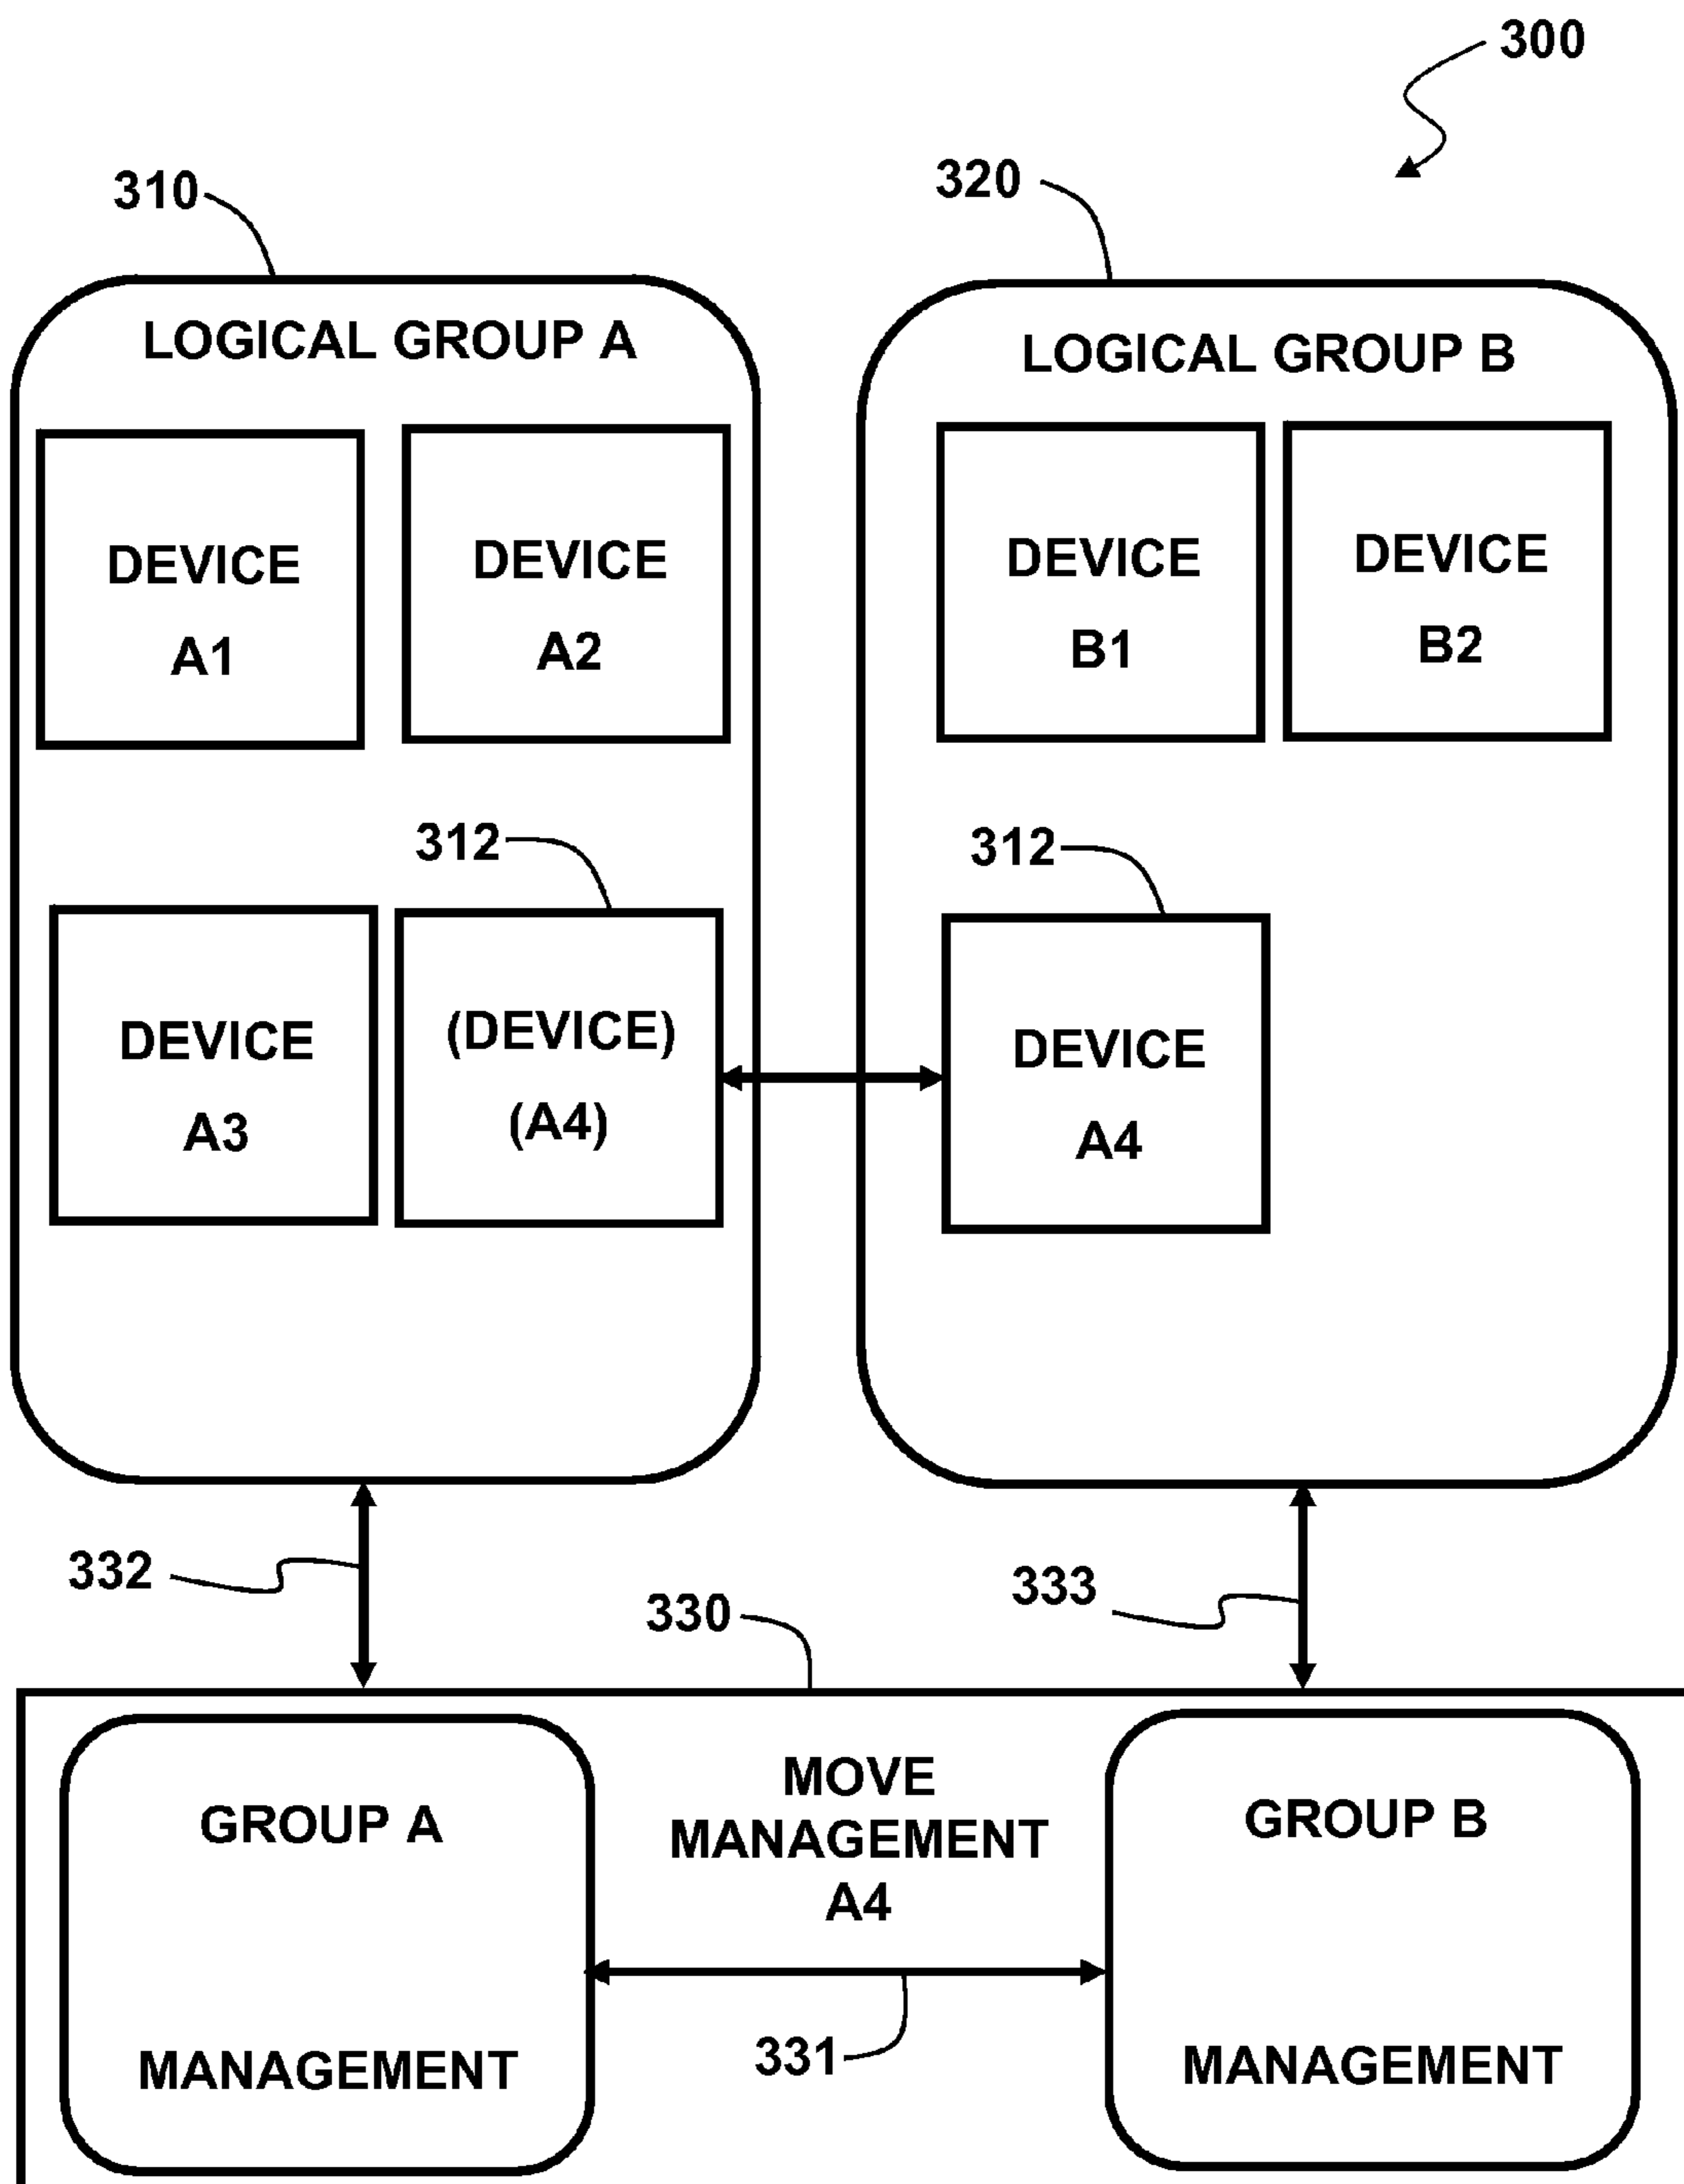 300
310
320
LOGICAL GROUP A
LOGICAL GROUP B
DEVICE
A1
DEVICE
A2
DEVICE
B1
DEVICE
B2
312
312
DEVICE
A3
(DEVICE)
(A4)
DEVICE
A4
332
330
333
GROUP A
MANAGEMENT
MOVE
MANAGEMENT
A4
331
GROUP B
MANAGEMENT